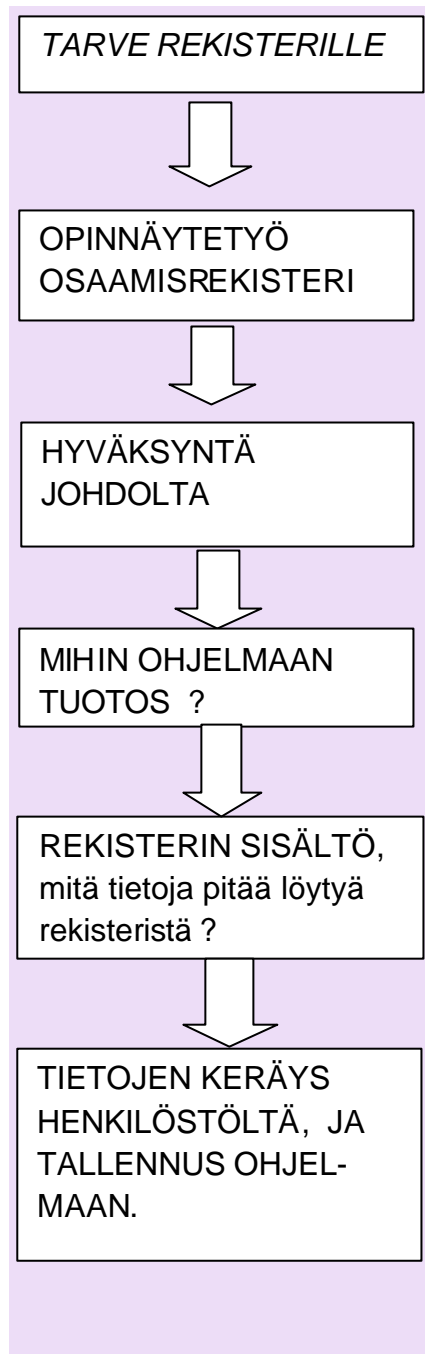 TARVE REKISTERILLE
OPINNÄYTETYÖ
OSAAMISREKISTERI
HYVÄKSYNTÄ
JOHDOLTA
MIHIN OHJELMAAN
TUOTOS ?
REKISTERIN SISÄLTÖ,
mitä tietoja pitää löytyä
rekisteristä ?
TIETOJEN KERÄYS
HENKILÖSTÖLTÄ, JA
TALLENNUS OHJEL-
MAAN.